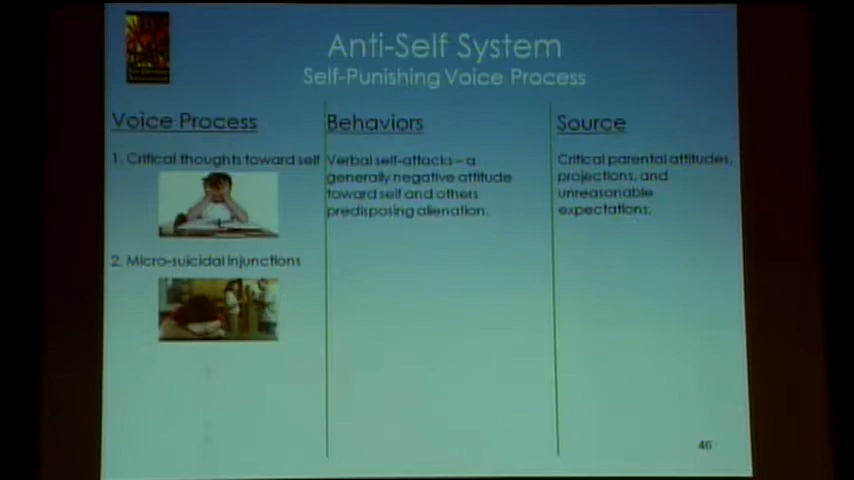 Anti-Self System
Self-Punishing Voice Process
Voice Process
Behaviors
Source
1. Critical thoughts toward self
Verbal self-attacks – a
generally negative attitude
toward self and others
predisposing alienation.
Critical parental attitudes,
projections, and
unreasonable
expectations.
2. Micro-suicidal injunctions
46